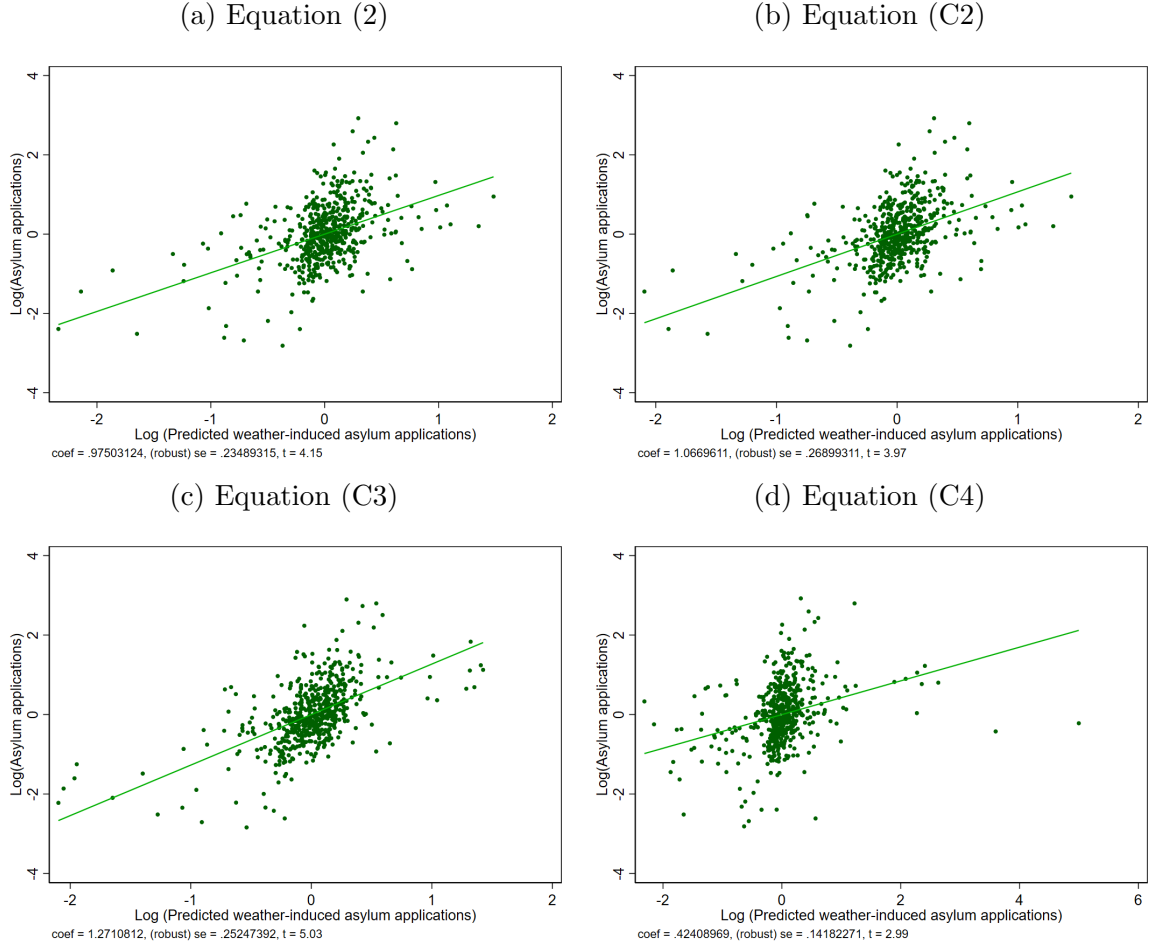 (a) Equation (2)
Log(Asylum applications)
4
2
0
-2
-4
-2
-1
0
1
2
Log (Predicted weather-induced asylum applications)
coef = .97503124, (robust) se = .23489315, t = 4.15
(b) Equation (C2)
Log(Asylum applications)
4
2
0
-2
-4
-2
-1
0
1
2
Log (Predicted weather-induced asylum applications)
coef = 1.0669611, (robust) se = .26899311, t = 3.97
(c) Equation (C3)
Log(Asylum applications)
4
2
0
-2
-4
-2
-1
0
1
2
Log (Predicted weather-induced asylum applications)
coef = 1.2710812, (robust) se = .25247392, t = 5.03
(d) Equation (C4)
Log(Asylum applications)
4
2
0
-2
-4
-2
0
2
4
6
Log (Predicted weather-induced asylum applications)
coef = .42408969, (robust) se = .14182271, t = 2.99